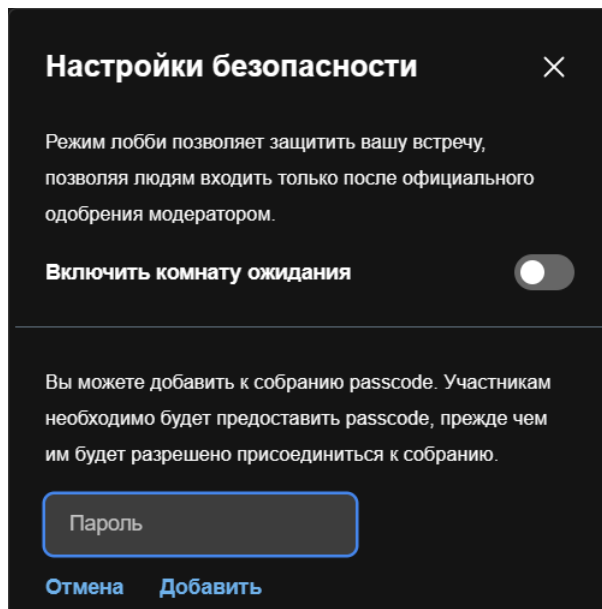 Настройки безопасности
Режим лобби позволяет защитить вашу встречу,
позволяя людям входить только после официального
одобрения модератором.
Включить комнату ожидания
Вы можете добавить к собранию passcode. Участникам
необходимо будет предоставить passcode, прежде чем
им будет разрешено присоединиться к собранию.
Пароль
Отмена Добавить